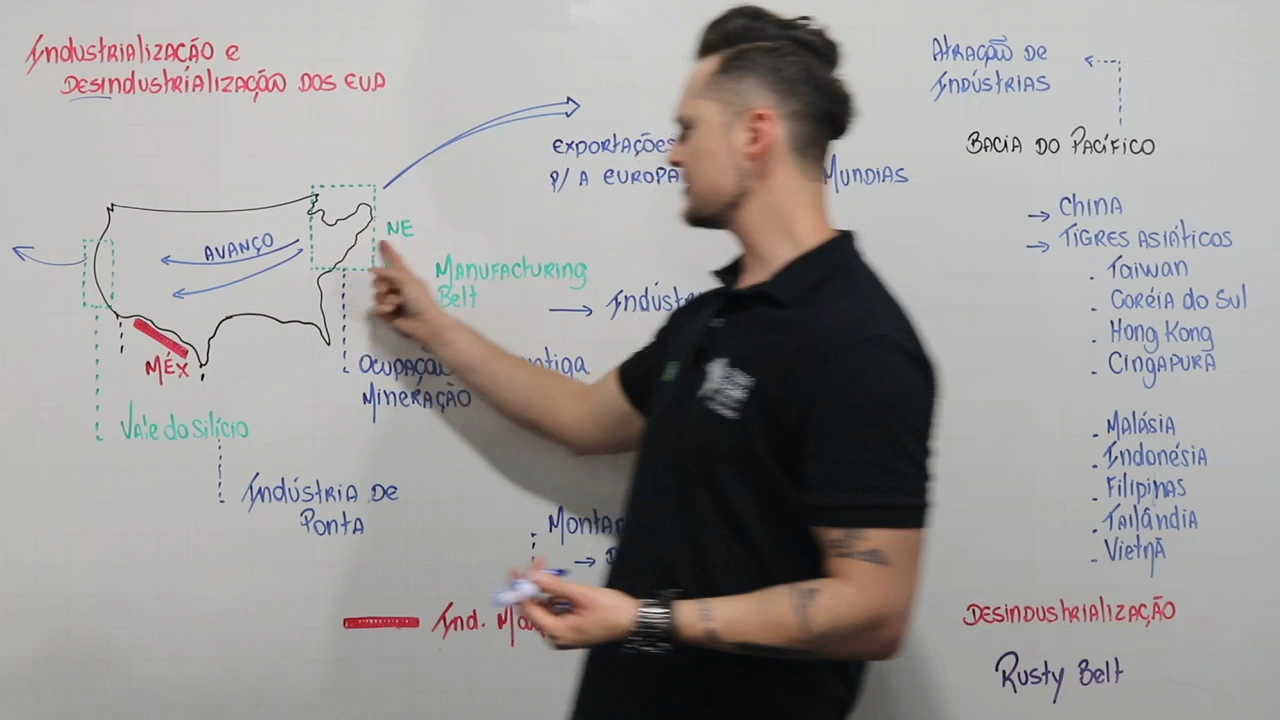 Industrialização e
Desindustrialização dos EUA
Avanço
Méx
Vale do silício
Indústria de
Ponta
NE
Exportações
p/ a Europa
Mundias
Manufacturing
Belt
→
Mineração
→
Ind.
Atração de
Indústrias
Bacia do Pacífico
→ China
→ Tigres Asiáticos
. Taiwan
. Coréia do Sul
. Hong Kong
. Cingapura
. Malásia
. Indonésia
. Filipinas
. Tailândia
. Vietnã
Desindustrialização
Rusty Belt